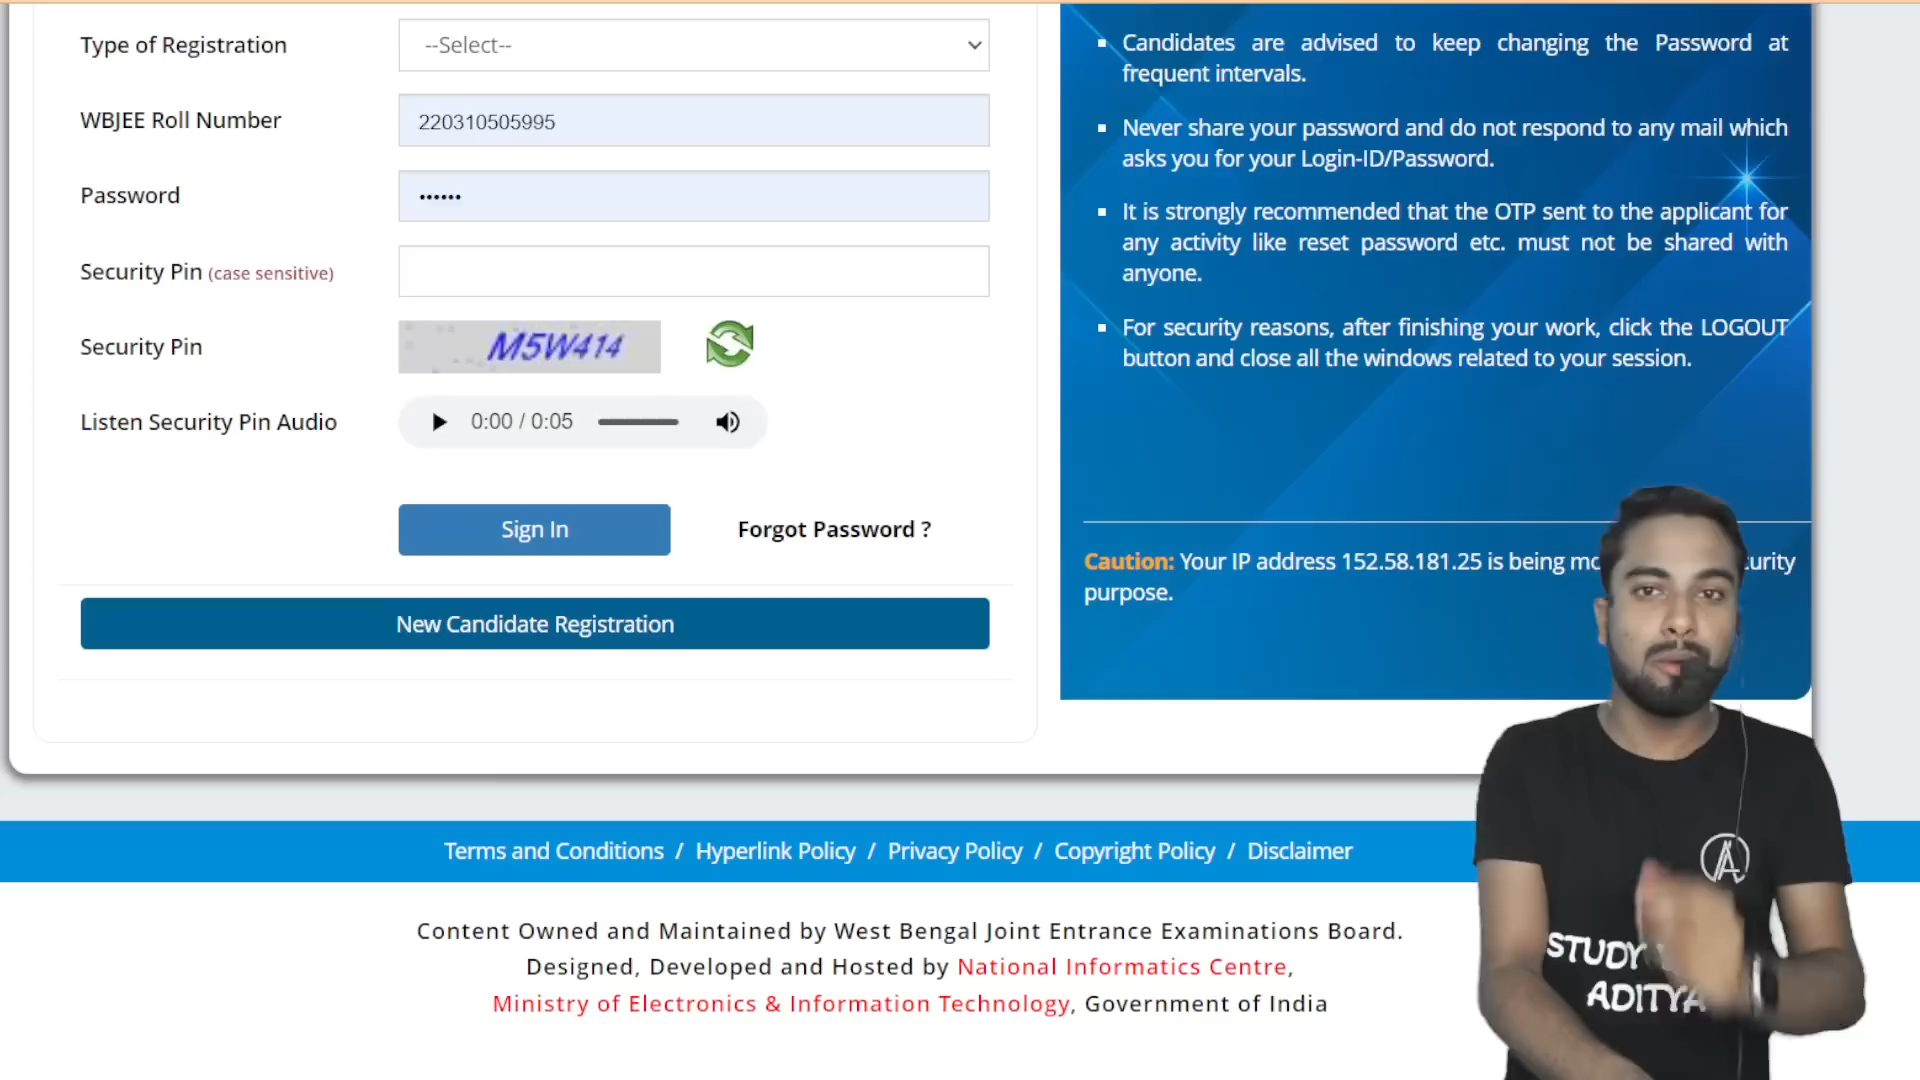 Type of Registration
--Select--
WBJEE Roll Number
220310505995
Password
••••••
Security Pin (case sensitive)
Security Pin
M5W414
Listen Security Pin Audio
0:00 / 0:05
Sign In
Forgot Password ?
New Candidate Registration
Candidates are advised to keep changing the Password at
frequent intervals.
Never share your password and do not respond to any mail which
asks you for your Login-ID/Password.
It is strongly recommended that the OTP sent to the applicant for
any activity like reset password etc. must not be shared with
anyone.
For security reasons, after finishing your work, click the LOGOUT
button and close all the windows related to your session.
Caution: Your IP address 152.58.181.25 is being
purpose.
Terms and Conditions / Hyperlink Policy / Privacy Policy / Copyright Policy / Disclaimer
Content Owned and Maintained by West Bengal Joint Entrance Examinations Board.
Designed, Developed and Hosted by National Informatics Centre,
Ministry of Electronics & Information Technology, Government of India
STUDY
ADITYA